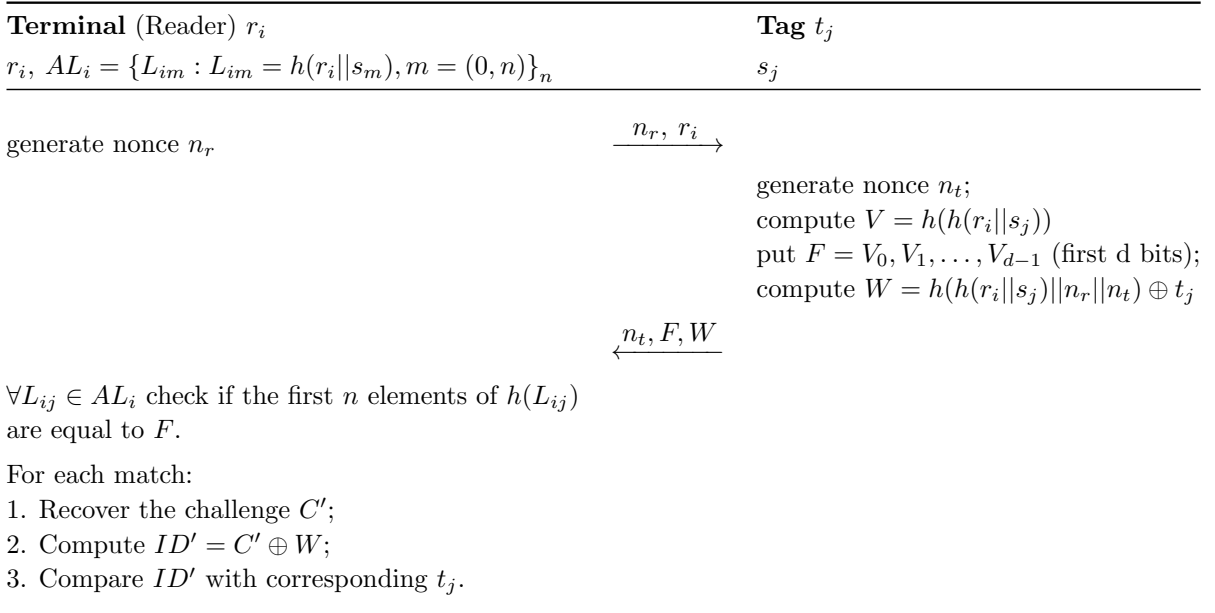 Terminal (Reader) r_i Tag t_j
r_i, AL_i = {L_im : L_im = h(r_i||s_m), m = (0, n)}_n s_j
generate nonce n_r n_r, r_i
generate nonce n_t;
compute V = h(h(r_i||s_j))
put F = V_0, V_1, . . . , V_{d−1} (first d bits);
compute W = h(h(r_i||s_j)||n_r||n_t) ⊕ t_j
n_t, F, W
∀L_ij ∈ AL_i check if the first n elements of h(L_ij)
are equal to F.
For each match:
1. Recover the challenge C′;
2. Compute ID′ = C′ ⊕ W;
3. Compare ID′ with corresponding t_j.